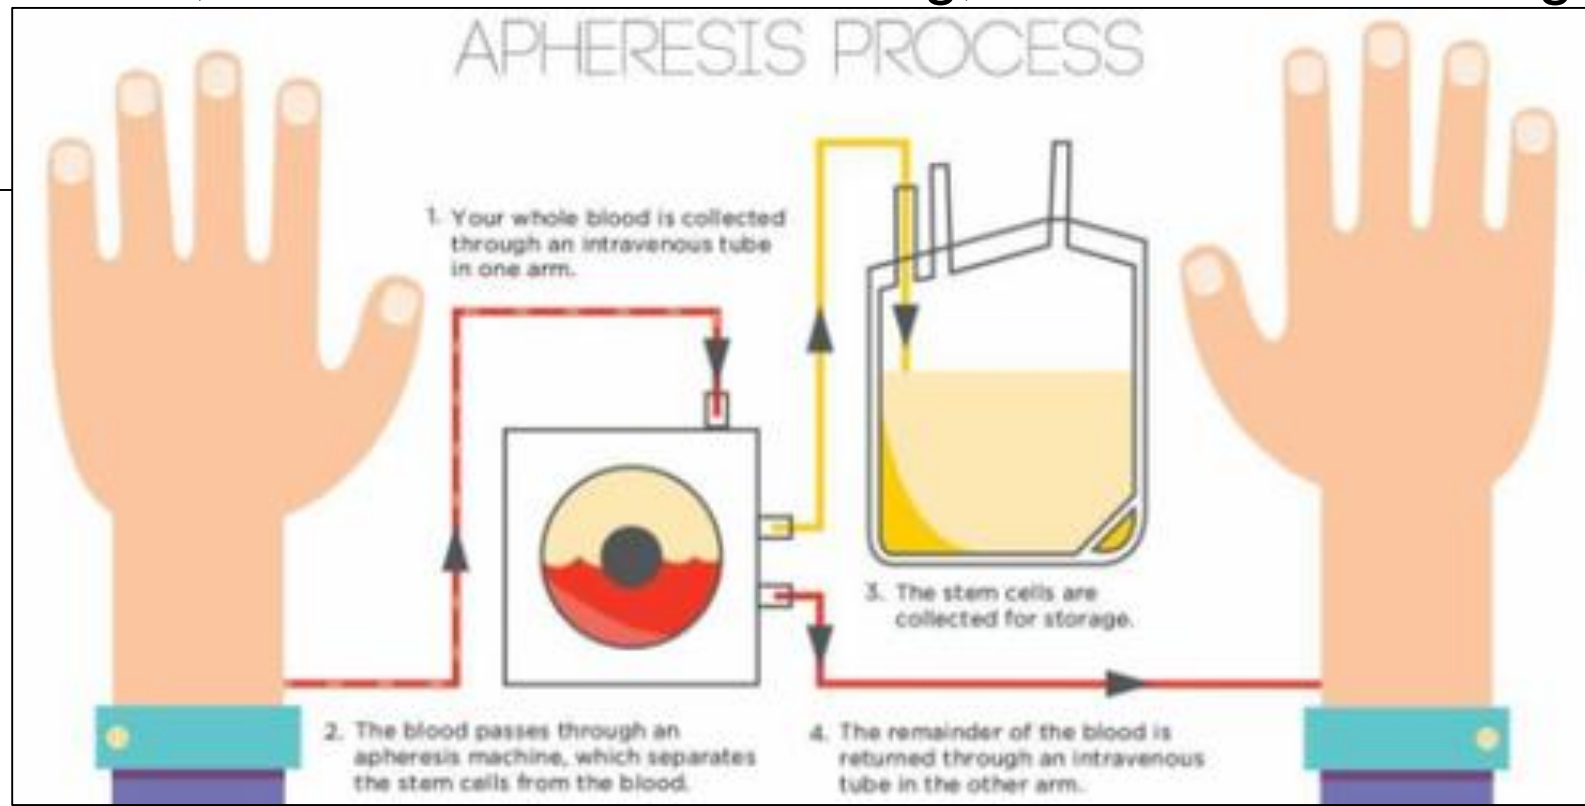 APHERESIS PROCESS
1. Your whole blood is collected
through an intravenous tube
in one arm.
2. The blood passes through an
apheresis machine, which separates
the stem cells from the blood.
3. The stem cells are
collected for storage.
4. The remainder of the blood is
returned through an intravenous
tube in the other arm.